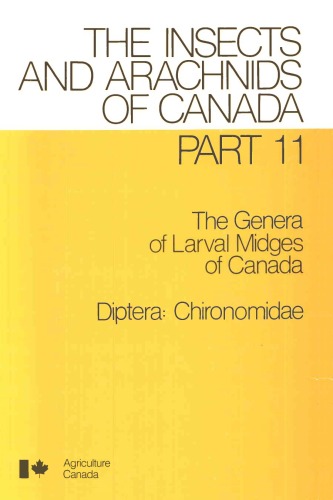 THE INSECTS
AND ARACHNIDS
OF CANADA
PART 11
The Genera
of Larval Midges
of Canada
Diptera: Chironomidae
Agriculture
Canada